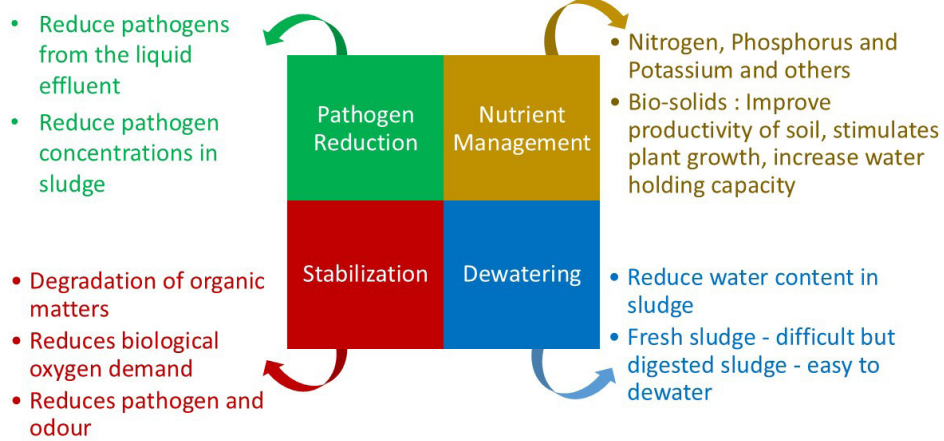 • Reduce pathogens
from the liquid
effluent
• Reduce pathogen
concentrations in
sludge
Pathogen
Reduction
Nutrient
Management
• Nitrogen, Phosphorus and
Potassium and others
• Bio-solids : Improve
productivity of soil, stimulates
plant growth, increase water
holding capacity
• Degradation of organic
matters
• Reduces biological
oxygen demand
• Reduces pathogen and
odour
Stabilization
Dewatering
• Reduce water content in
sludge
• Fresh sludge - difficult but
digested sludge - easy to
dewater